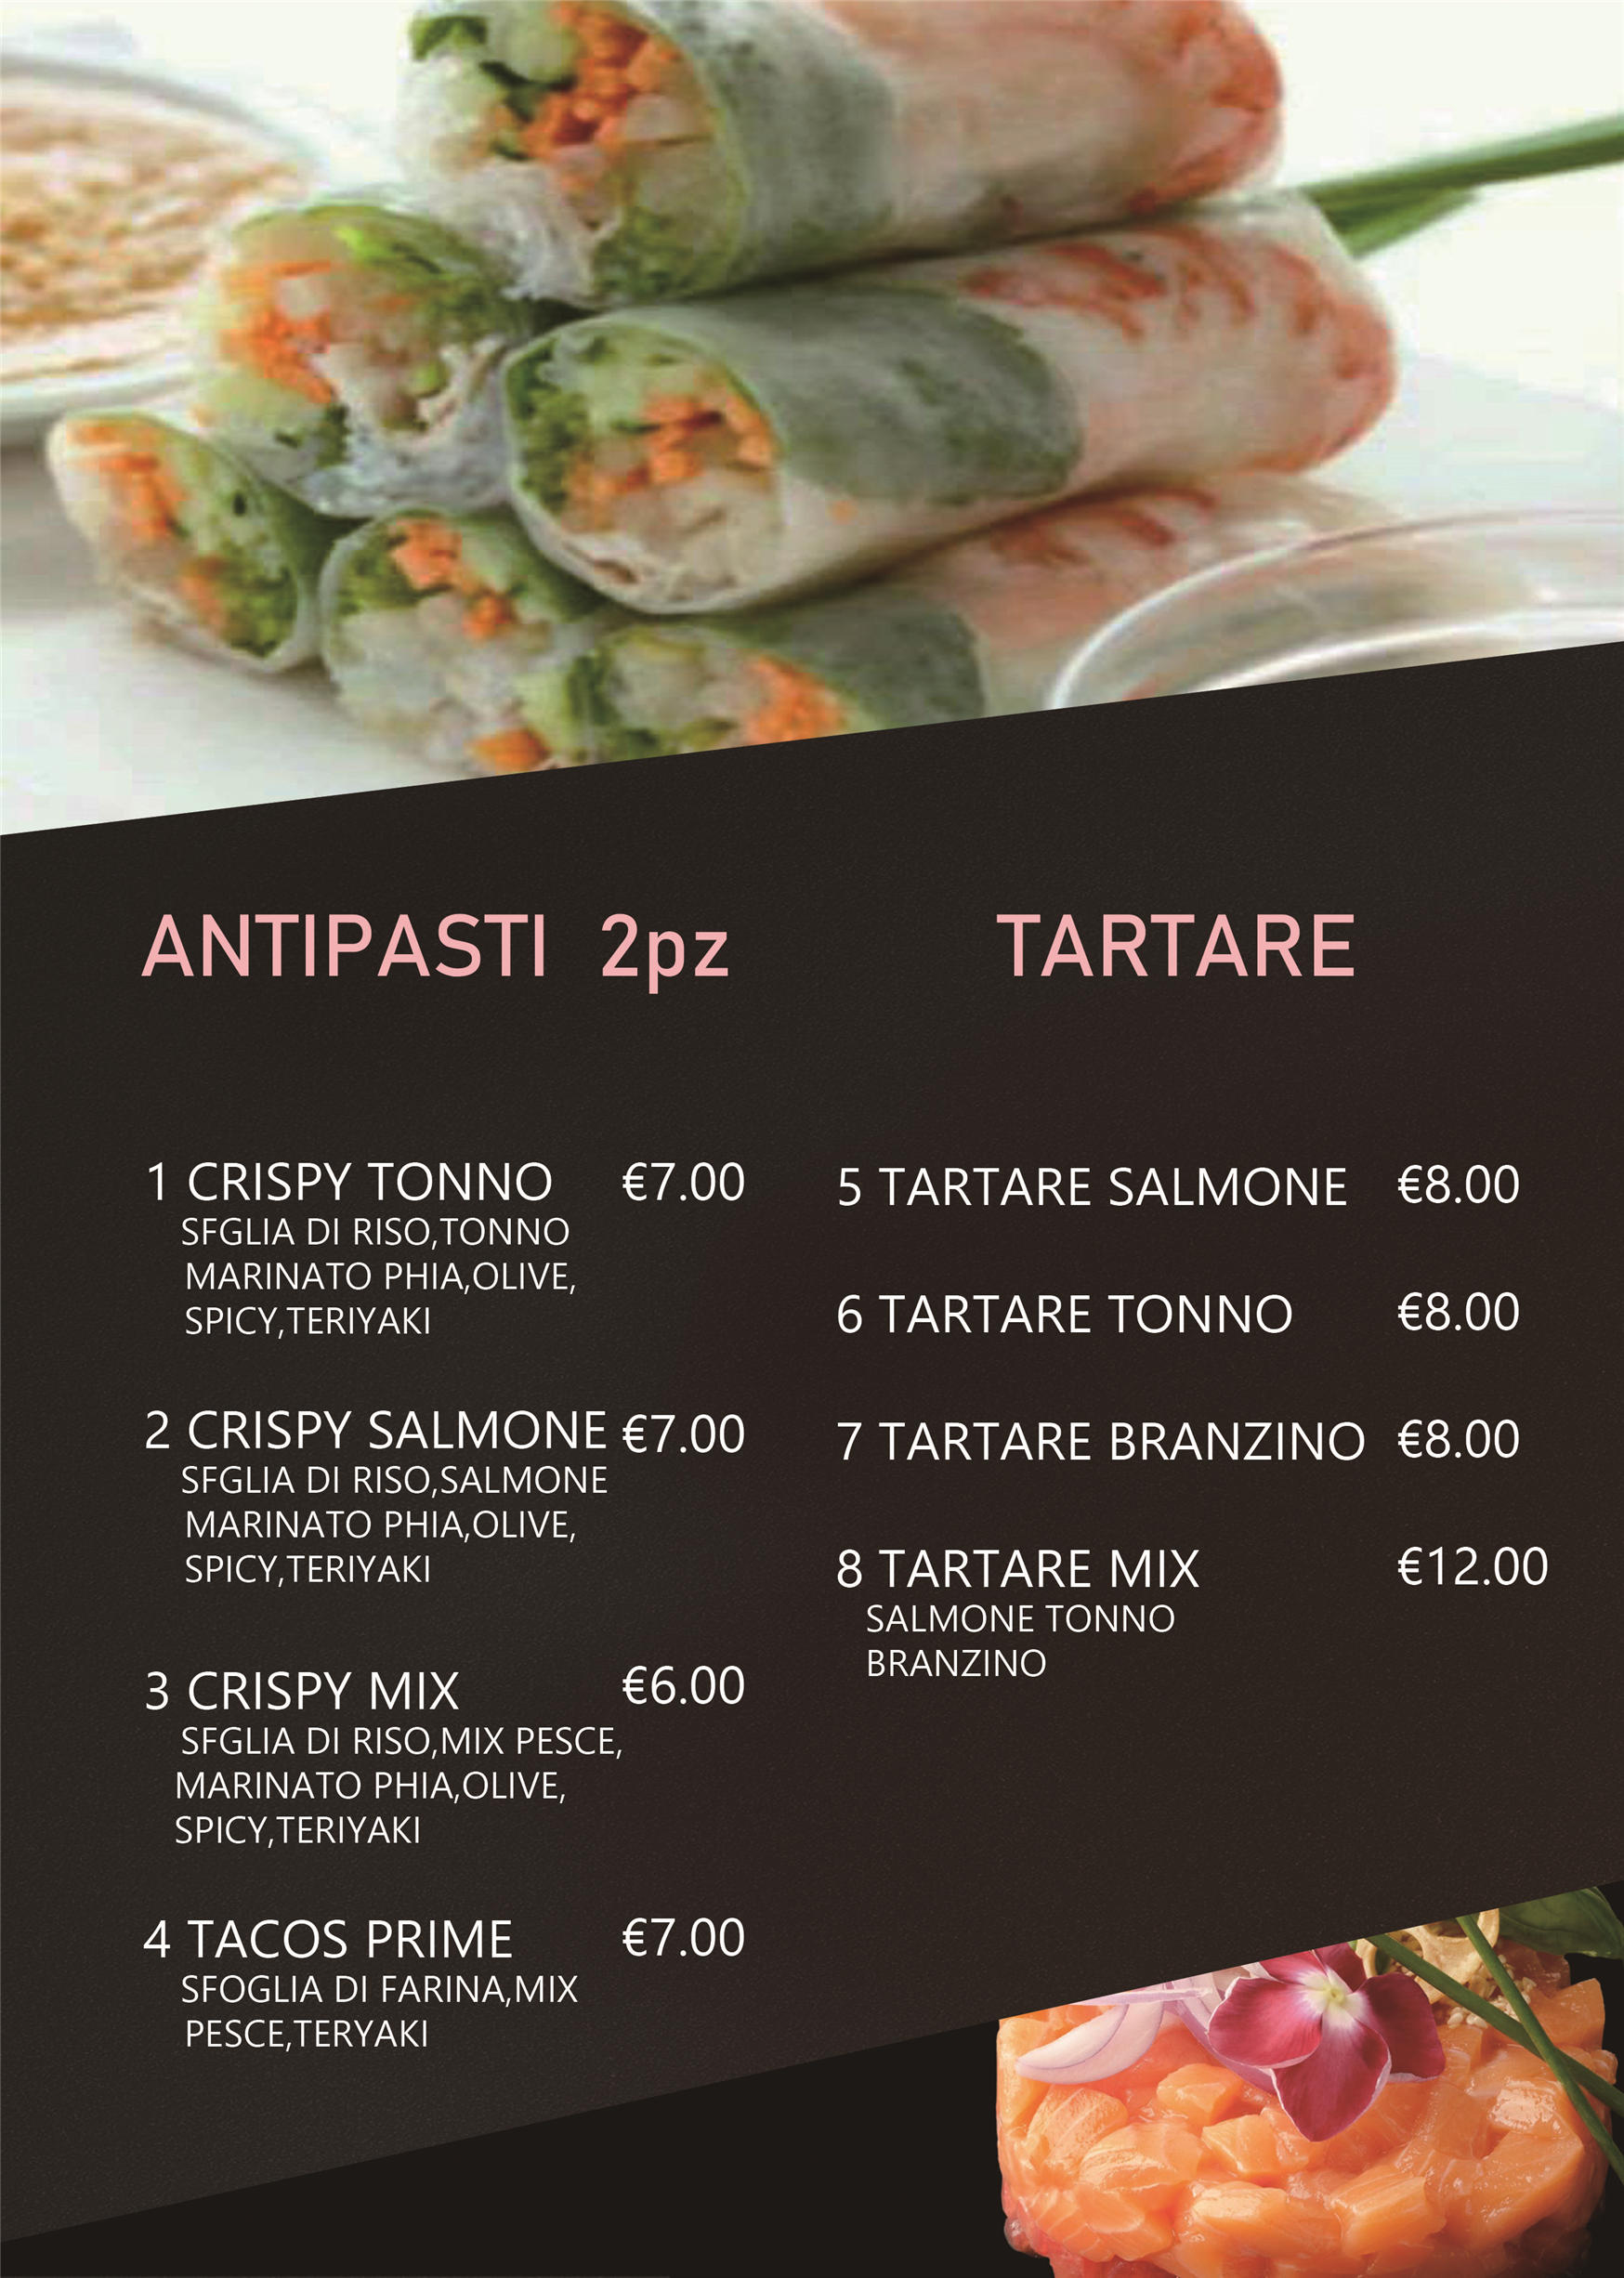 ANTIPASTI 2pz
1 CRISPY TONNO €7.00
SFGLIA DI RISO,TONNO
MARINATO PHIA,OLIVE,
SPICY,TERIYAKI
2 CRISPY SALMONE €7.00
SFGLIA DI RISO,SALMONE
MARINATO PHIA,OLIVE,
SPICY,TERIYAKI
3 CRISPY MIX €6.00
SFGLIA DI RISO,MIX PESCE,
MARINATO PHIA,OLIVE,
SPICY,TERIYAKI
4 TACOS PRIME €7.00
SFOGLIA DI FARINA,MIX
PESCE,TERYAKI
TARTARE
5 TARTARE SALMONE €8.00
6 TARTARE TONNO €8.00
7 TARTARE BRANZINO €8.00
8 TARTARE MIX €12.00
SALMONE TONNO
BRANZINO